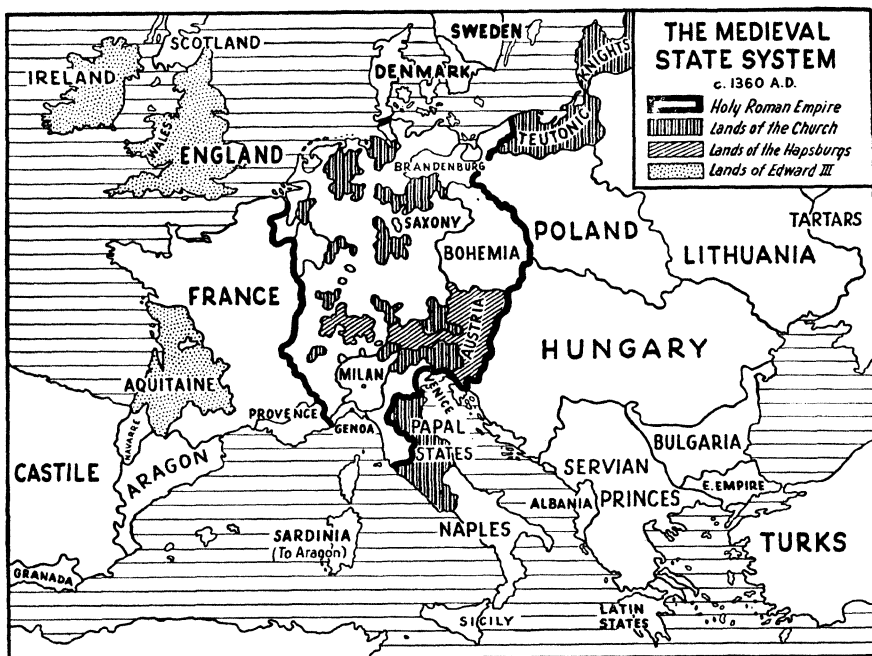 THE MEDIEVAL
STATE SYSTEM
c. 1360 A.D.
Holy Roman Empire
Lands of the Church
Lands of the Hapsburgs
Lands of Edward III
SWEDEN
SCOTLAND
IRELAND
DENMARK
KNIGHTS
TEUTONIC
WALES
ENGLAND
BRANDENBURG
SAXONY
POLAND
TARTARS
BOHEMIA
LITHUANIA
FRANCE
AUSTRIA
HUNGARY
MILAN
VENICE
AQUITAINE
PROVENCE
GENOA
PAPAL
STATES
NAVARRE
BULGARIA
CASTILE
ARAGON
SERVIAN
PRINCES
E. EMPIRE
ALBANIA
SARDINIA
(To Aragon)
NAPLES
TURKS
GRANADA
SICILY
LATIN
STATES